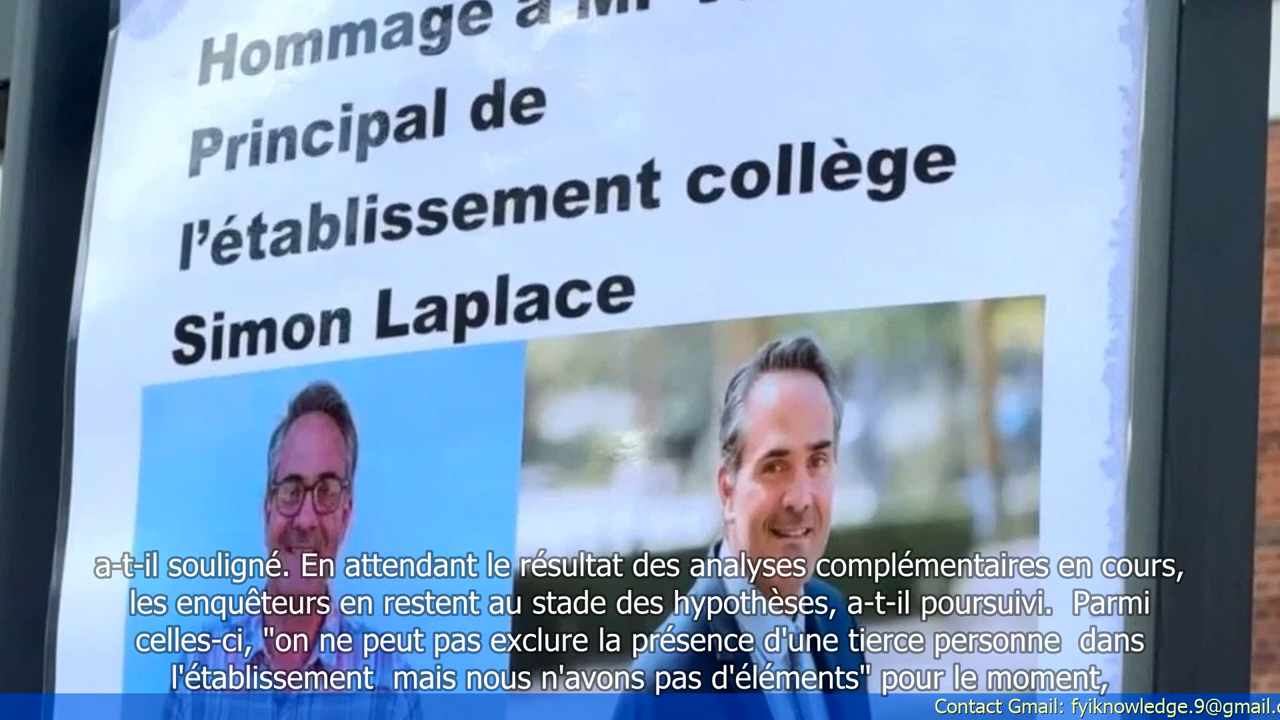 Hommage à Mr
Principal de
l'établissement collège
Simon Laplace
a-t-il souligné. En attendant le résultat des analyses complémentaires en cours,
les enquêteurs en restent au stade des hypothèses, a-t-il poursuivi. Parmi
celles-ci, "on ne peut pas exclure la présence d'une tierce personne dans
l'établissement mais nous n'avons pas d'éléments" pour le moment,
Contact Gmail: fyiknowledge.9@gmail.c